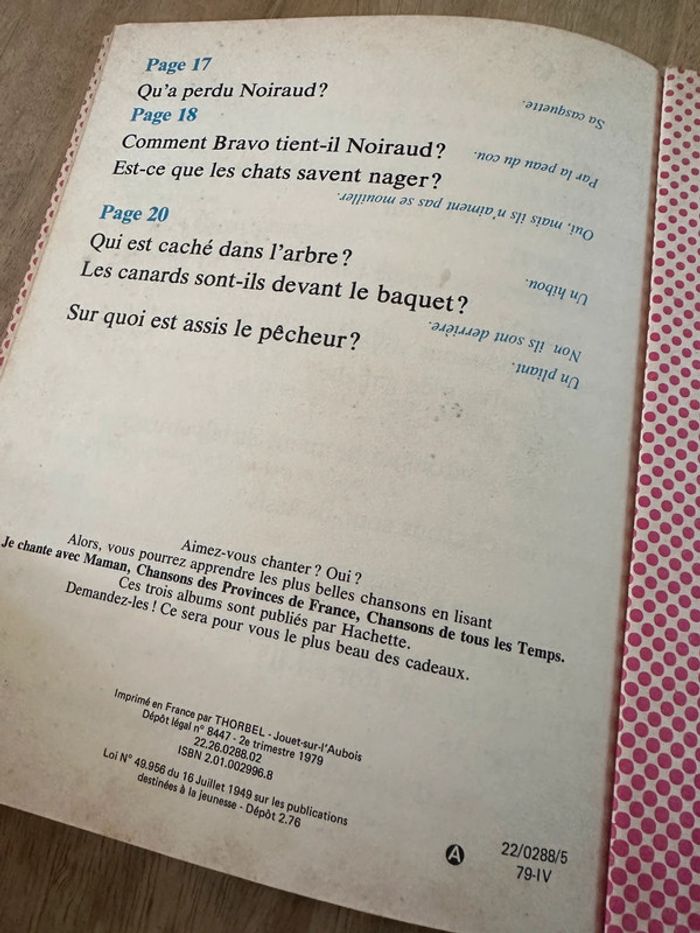 Page 17
Qu'a perdu Noiraud?
Sa casquette.
Page 18
Comment Bravo tient-il Noiraud?
Par la peau du cou.
Est-ce que les chats savent nager?
Oui, mais ils n'aiment pas se mouiller.
Page 20
Qui est caché dans l'arbre?
Un hibou.
Les canards sont-ils devant le baquet?
Non ils sont derrière.
Sur quoi est assis le pêcheur?
Un pliant.
Aimez-vous chanter? Oui?
Alors, vous pourrez apprendre les plus belles chansons en lisant
Je chante avec Maman, Chansons des Provinces de France, Chansons de tous les Temps.
Ces trois albums sont publiés par Hachette.
Demandez-les! Ce sera pour vous le plus beau des cadeaux.
Imprimé en France par THORBEL - Jouet-sur-l'Aubois
Dépôt légal n° 8447 - 2e trimestre 1979
22.26.0288.02
ISBN 2.01.002996.8
Loi N° 49.956 du 16 Juillet 1949 sur les publications
destinées à la jeunesse - Dépôt 2.76
A
22/0288/5
79-IV